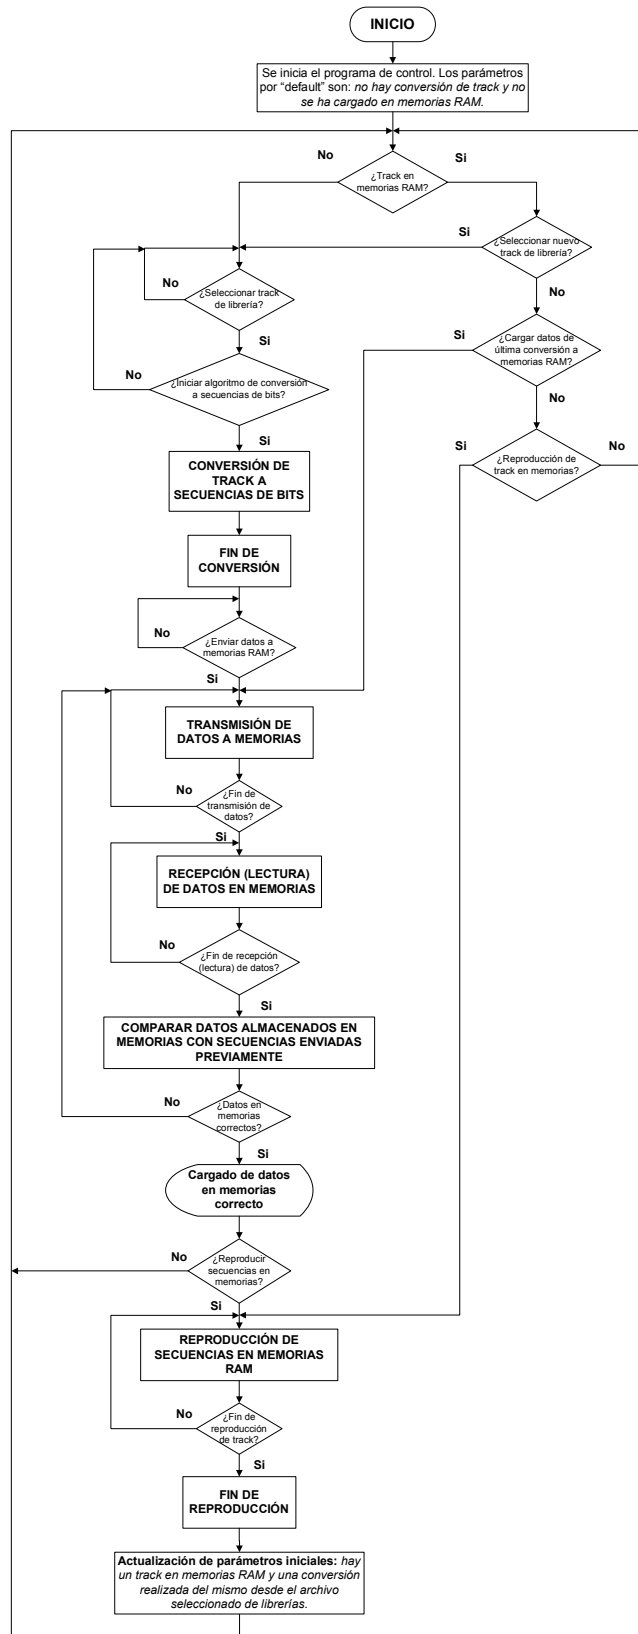 INICIO
Se inicia el programa de control. Los parámetros
por “default” son: no hay conversión de track y no
se ha cargado en memorias RAM.
No
Si
¿Track en
memorias RAM?
Si
¿Seleccionar nuevo
track de librería?
No
No
¿Seleccionar track
de librería?
Si
Si
¿Cargar datos de
última conversión a
memorias RAM?
No
No
¿Iniciar algoritmo de conversión
a secuencias de bits?
Si
Si
¿Reproducción de
track en memorias?
No
CONVERSIÓN DE
TRACK A
SECUENCIAS DE BITS
FIN DE
CONVERSIÓN
No
¿Enviar datos a
memorias RAM?
Si
TRANSMISIÓN DE
DATOS A MEMORIAS
No
¿Fin de
transmisión de
datos?
Si
RECEPCIÓN (LECTURA)
DE DATOS EN MEMORIAS
No
¿Fin de recepción
(lectura) de datos?
Si
COMPARAR DATOS ALMACENADOS EN
MEMORIAS CON SECUENCIAS ENVIADAS
PREVIAMENTE
No
¿Datos en
memorias
correctos?
Si
Cargado de datos
en memorias
correcto
No
¿Reproducir
secuencias en
memorias?
Si
REPRODUCCIÓN DE
SECUENCIAS EN MEMORIAS
RAM
No
¿Fin de
reproducción
de track?
Si
FIN DE
REPRODUCCIÓN
Actualización de parámetros iniciales: hay
un track en memorias RAM y una conversión
realizada del mismo desde el archivo
seleccionado de librerías.